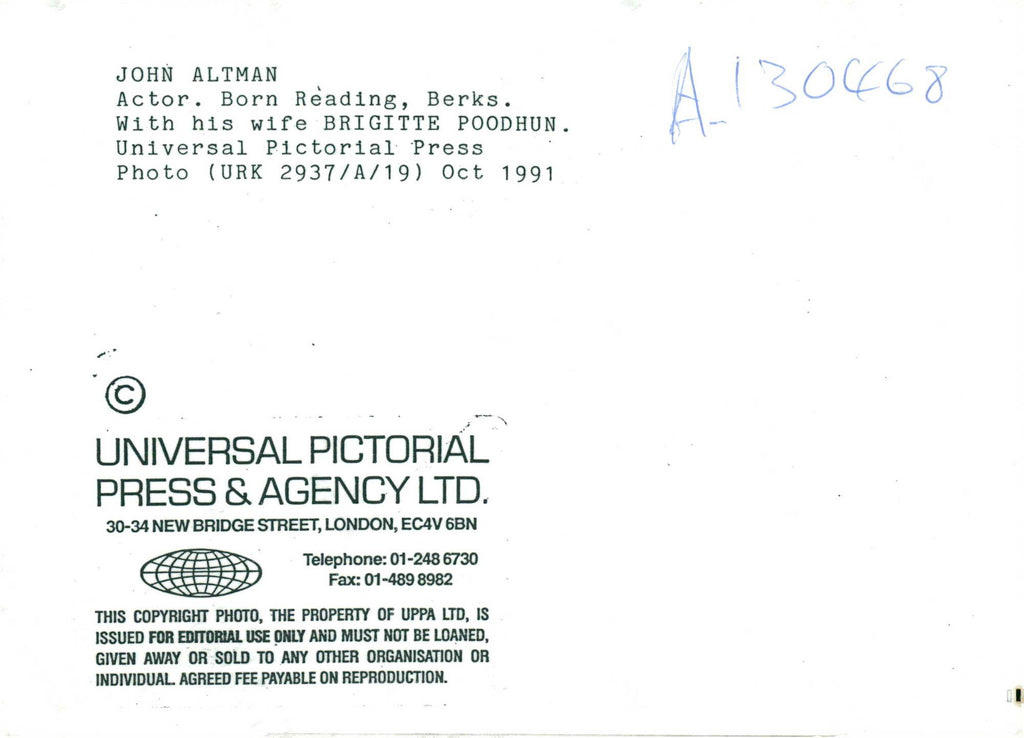 JOHN ALTMAN
Actor. Born Reading, Berks.
With his wife BRIGITTE POODHUN.
Universal Pictorial Press
Photo (URK 2937/A/19) Oct 1991
A-130468
©
UNIVERSAL PICTORIAL
PRESS & AGENCY LTD.
30-34 NEW BRIDGE STREET, LONDON, EC4V 6BN
Telephone: 01-248 6730
Fax: 01-489 8982
THIS COPYRIGHT PHOTO, THE PROPERTY OF UPPA LTD, IS
ISSUED FOR EDITORIAL USE ONLY AND MUST NOT BE LOANED,
GIVEN AWAY OR SOLD TO ANY OTHER ORGANISATION OR
INDIVIDUAL. AGREED FEE PAYABLE ON REPRODUCTION.